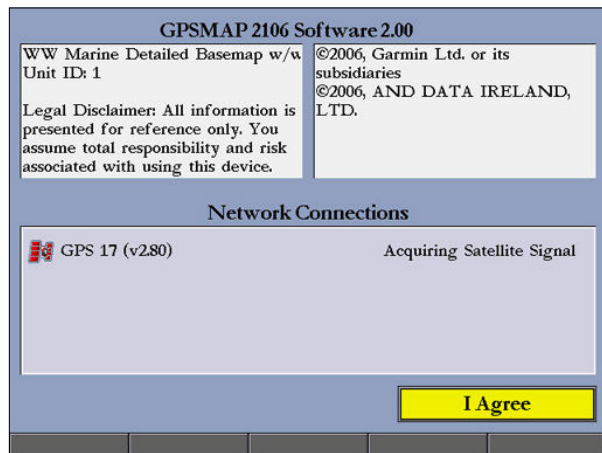 GPSMAP 2106 Software 2.00
WW Marine Detailed Basemap w/w
Unit ID: 1
Legal Disclaimer: All information is
presented for reference only. You
assume total responsibility and risk
associated with using this device.
©2006, Garmin Ltd. or its
subsidiaries
©2006, AND DATA IRELAND,
LTD.
Network Connections
GPS 17 (v2.80)
Acquiring Satellite Signal
I Agree